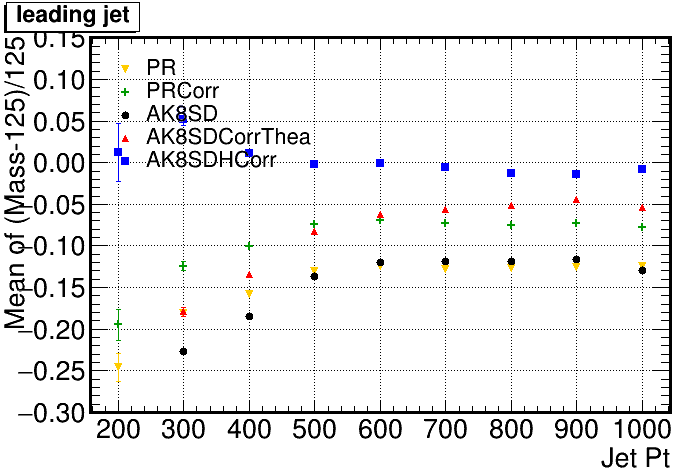 leading jet
Mean of (Mass-125)/125
0.15
0.10
0.05
0.00
−0.05
−0.10
−0.15
−0.20
−0.25
−0.30
PR
PRCorr
AK8SD
AK8SDCorrThea
AK8SDHCorr
200 300 400 500 600 700 800 900 1000
Jet Pt